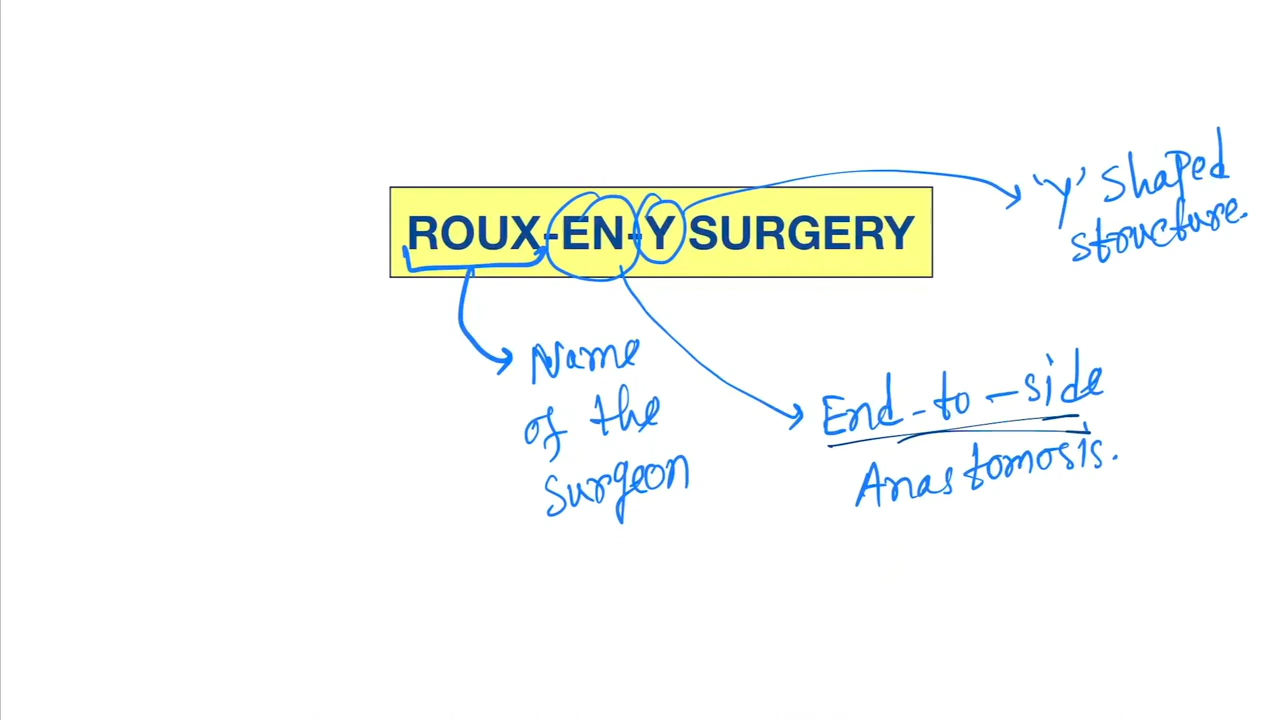 ROUX-EN-Y SURGERY
'Y' shaped
structure.
Name
of the
surgeon
End-to-side
Anastomosis.